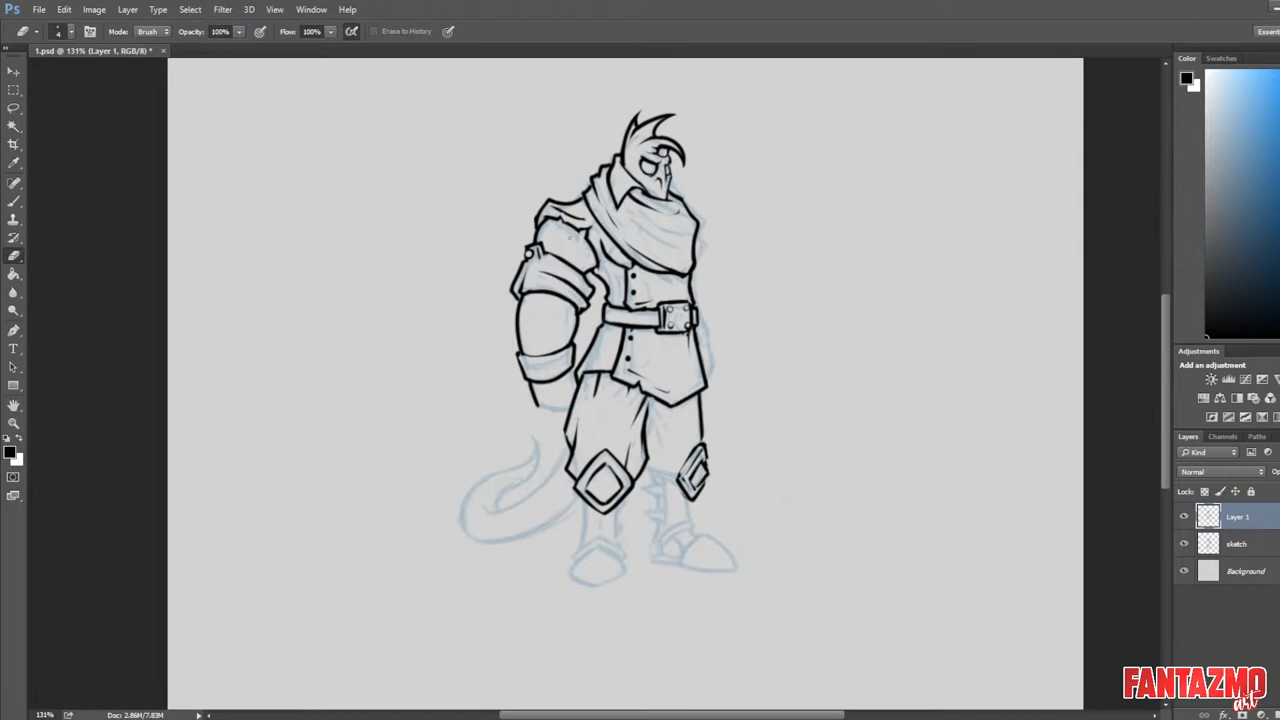 Ps File Edit Image Layer Type Select Filter 3D View Window Help
4 Mode: Brush Opacity: 100% Flow: 100% Erase to History
1.psd @ 131% (Layer 1, RGB/8) * ×
Color Swatches
Adjustments
Add an adjustment
Layers Channels Paths
Kind
Normal
Lock:
Layer 1
sketch
Background
FANTAZMO
art
131% Doc: 2.86M/7.83M